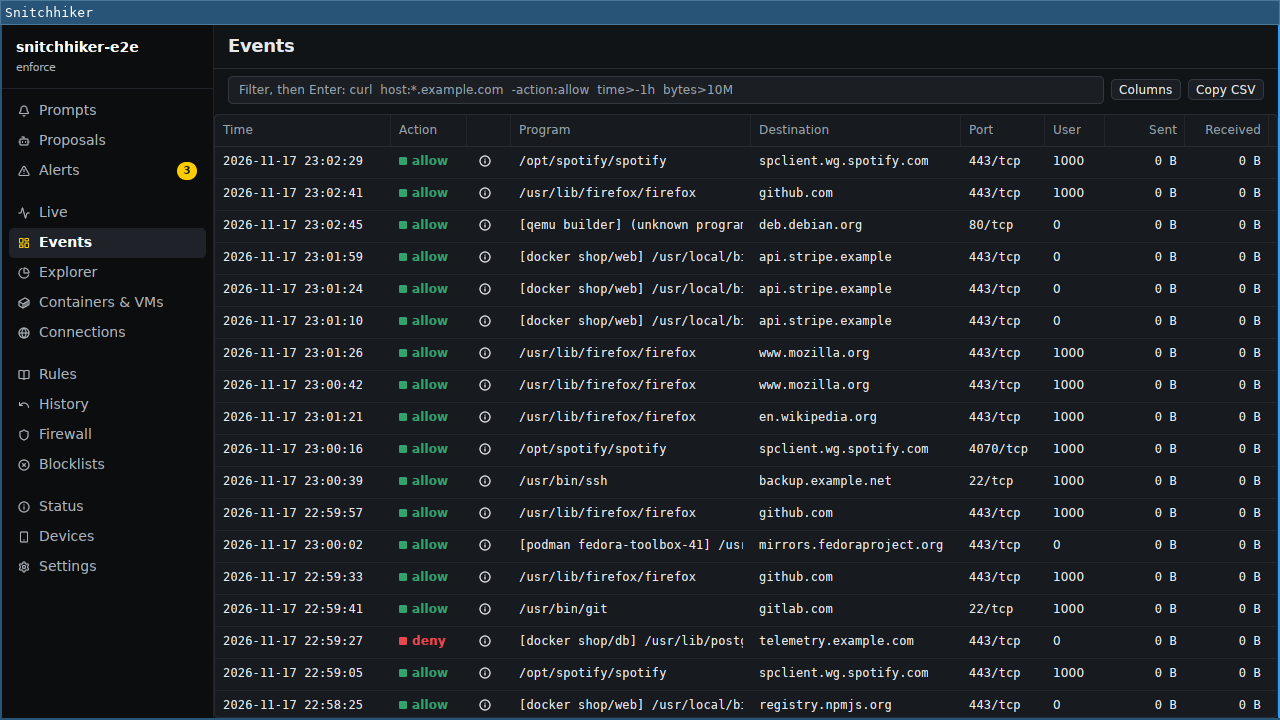 Snitchhiker
snitchhiker-e2e
enforce
Prompts
Proposals
Alerts 3
Live
Events
Explorer
Containers & VMs
Connections
Rules
History
Firewall
Blocklists
Status
Devices
Settings
Events
Filter, then Enter: curl host:*.example.com -action:allow time>-1h bytes>10M
Columns
Copy CSV
Time Action Program Destination Port User Sent Received
2026-11-17 23:02:29 allow /opt/spotify/spotify spclient.wg.spotify.com 443/tcp 1000 0 B 0 B
2026-11-17 23:02:41 allow /usr/lib/firefox/firefox github.com 443/tcp 1000 0 B 0 B
2026-11-17 23:02:45 allow [qemu builder] (unknown program deb.debian.org 80/tcp 0 0 B 0 B
2026-11-17 23:01:59 allow [docker shop/web] /usr/local/bi api.stripe.example 443/tcp 0 0 B 0 B
2026-11-17 23:01:24 allow [docker shop/web] /usr/local/bi api.stripe.example 443/tcp 0 0 B 0 B
2026-11-17 23:01:10 allow [docker shop/web] /usr/local/bi api.stripe.example 443/tcp 0 0 B 0 B
2026-11-17 23:01:26 allow /usr/lib/firefox/firefox www.mozilla.org 443/tcp 1000 0 B 0 B
2026-11-17 23:00:42 allow /usr/lib/firefox/firefox www.mozilla.org 443/tcp 1000 0 B 0 B
2026-11-17 23:01:21 allow /usr/lib/firefox/firefox en.wikipedia.org 443/tcp 1000 0 B 0 B
2026-11-17 23:00:16 allow /opt/spotify/spotify spclient.wg.spotify.com 4070/tcp 1000 0 B 0 B
2026-11-17 23:00:39 allow /usr/bin/ssh backup.example.net 22/tcp 1000 0 B 0 B
2026-11-17 22:59:57 allow /usr/lib/firefox/firefox github.com 443/tcp 1000 0 B 0 B
2026-11-17 23:00:02 allow [podman fedora-toolbox-41] /usr mirrors.fedoraproject.org 443/tcp 0 0 B 0 B
2026-11-17 22:59:33 allow /usr/lib/firefox/firefox github.com 443/tcp 1000 0 B 0 B
2026-11-17 22:59:41 allow /usr/bin/git gitlab.com 22/tcp 1000 0 B 0 B
2026-11-17 22:59:27 deny [docker shop/db] /usr/lib/postg telemetry.example.com 443/tcp 0 0 B 0 B
2026-11-17 22:59:05 allow /opt/spotify/spotify spclient.wg.spotify.com 443/tcp 1000 0 B 0 B
2026-11-17 22:58:25 allow [docker shop/web] /usr/local/bi registry.npmjs.org 443/tcp 0 0 B 0 B